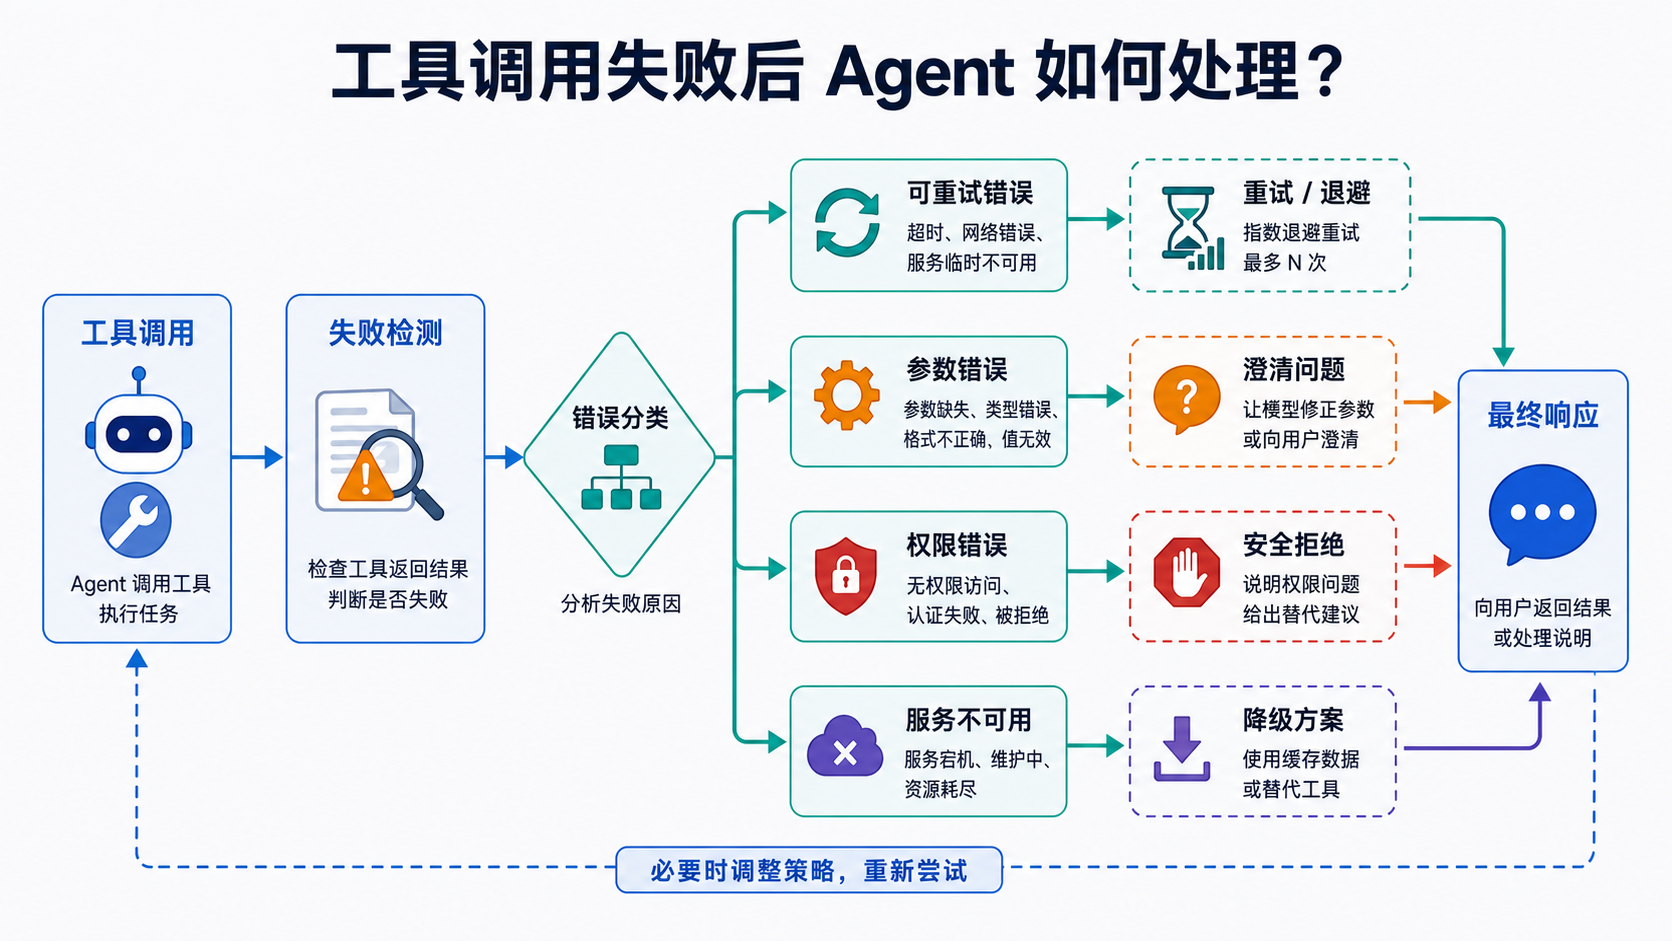 工具调用失败后 Agent 如何处理？
工具调用
Agent 调用工具
执行任务
失败检测
检查工具返回结果
判断是否失败
错误分类
分析失败原因
可重试错误
超时、网络错误、
服务临时不可用
重试 / 退避
指数退避重试
最多 N 次
参数错误
参数缺失、类型错误、
格式不正确、值无效
澄清问题
让模型修正参数
或向用户澄清
权限错误
无权限访问、
认证失败、被拒绝
安全拒绝
说明权限问题
给出替代建议
服务不可用
服务宕机、维护中、
资源耗尽
降级方案
使用缓存数据
或替代工具
最终响应
向用户返回结果
或处理说明
必要时调整策略，重新尝试